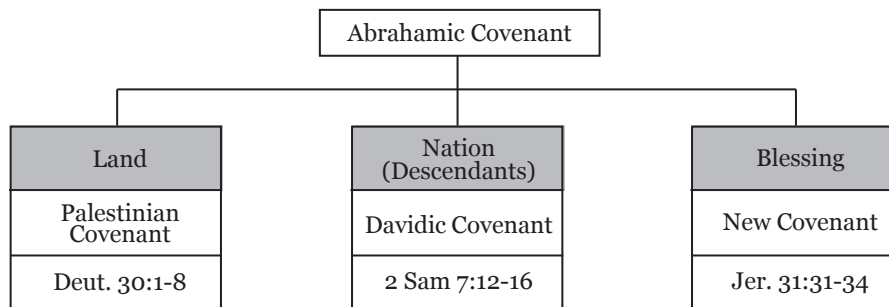 Abrahamic Covenant
Land
Nation
(Descendants)
Blessing
Palestinian
Covenant
Davidic Covenant
New Covenant
Deut. 30:1-8
2 Sam 7:12-16
Jer. 31:31-34